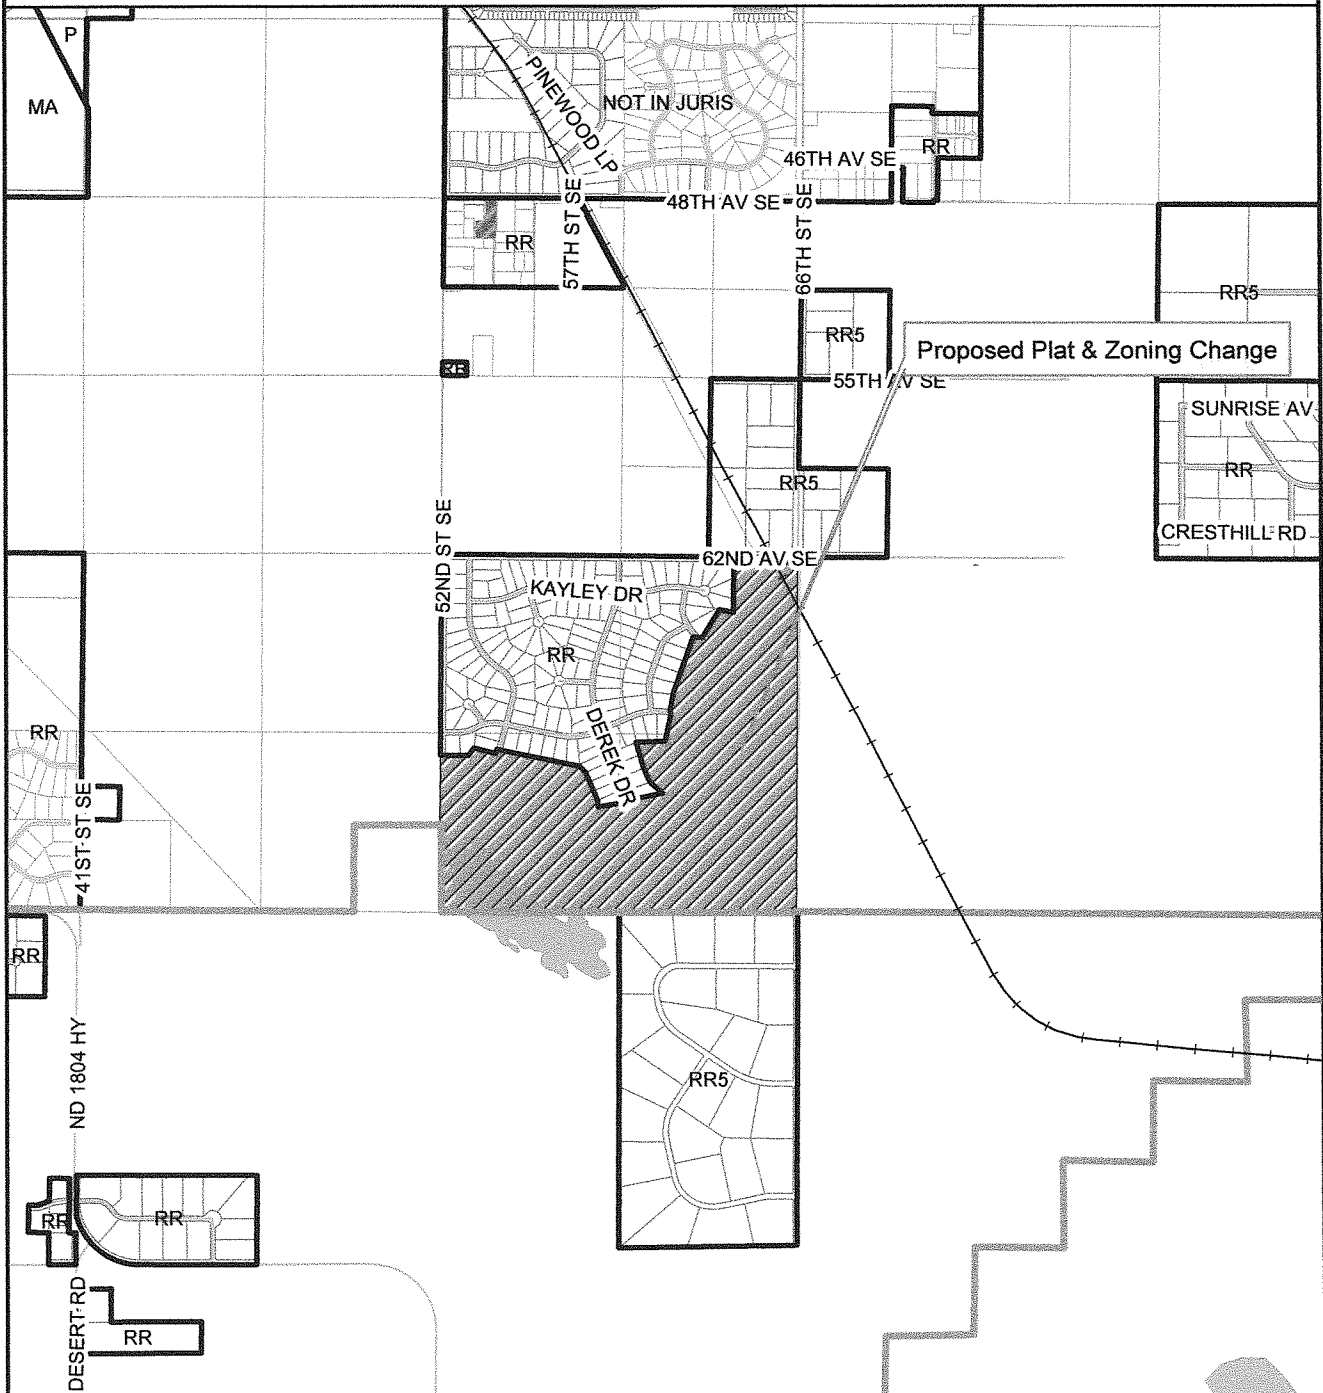 P
MA
PINEWOOD LP
NOT IN JURIS
46TH AV SE
RR
48TH AV SE
57TH ST SE
66TH ST SE
RR
RR5
RR5
Proposed Plat & Zoning Change
RR
55TH AV SE
SUNRISE AV
RR
CRESTHILL RD
RR5
52ND ST SE
62ND AV SE
KAYLEY DR
RR
DEREK DR
RR
41ST ST SE
RR
ND 1804 HY
RR5
RR
RR
DESERT RD
RR